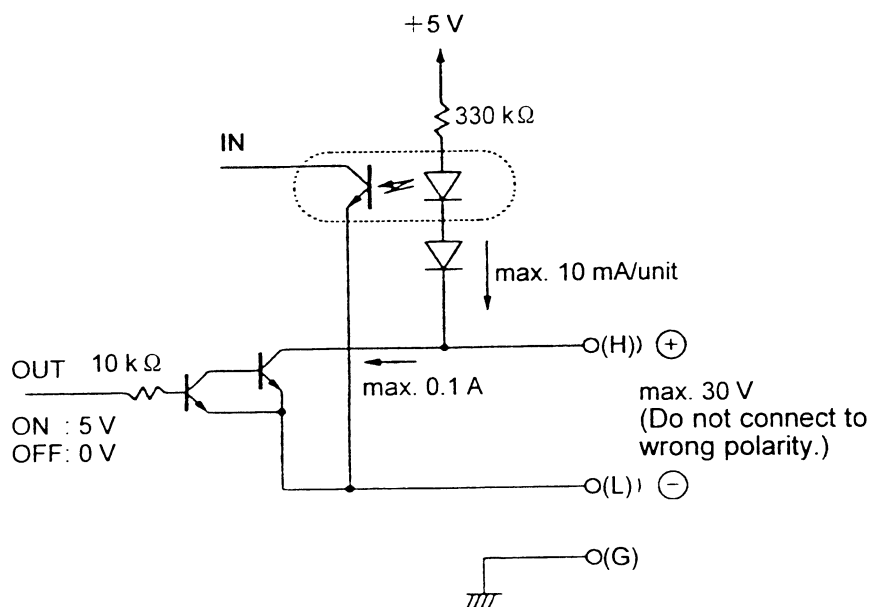 +5 V
330 kΩ
IN
max. 10 mA/unit
(H)) +
OUT 10 kΩ
max. 0.1 A
ON : 5 V
OFF: 0 V
max. 30 V
(Do not connect to
wrong polarity.)
(L)) −
(G)